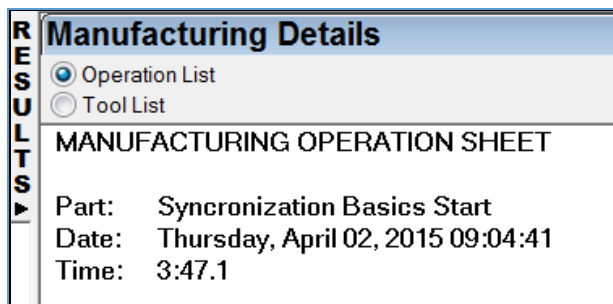 RESULTS
Manufacturing Details
Operation List
Tool List
MANUFACTURING OPERATION SHEET
Part: Syncronization Basics Start
Date: Thursday, April 02, 2015 09:04:41
Time: 3:47.1